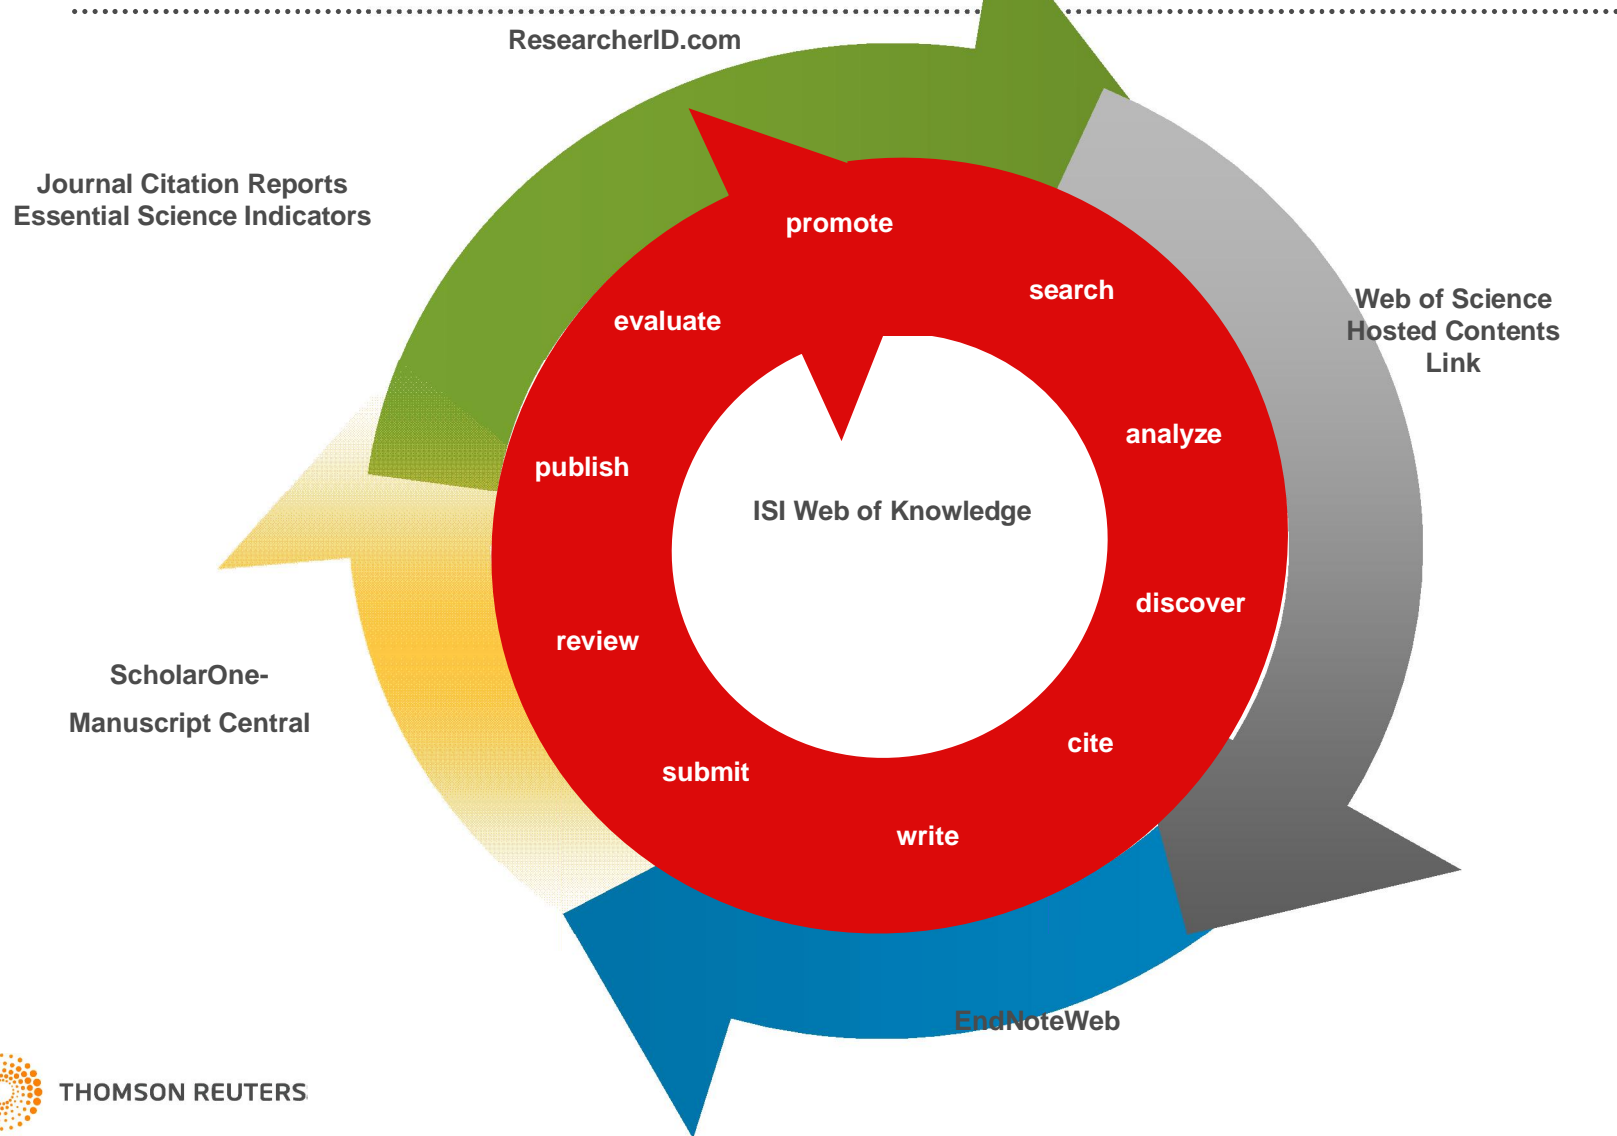 ResearcherID.com
Journal Citation Reports
Essential Science Indicators
promote
search
evaluate
Web of Science
Hosted Contents
Link
analyze
publish
ISI Web of Knowledge
discover
review
ScholarOne-
Manuscript Central
cite
submit
write
EndNoteWeb
THOMSON REUTERS